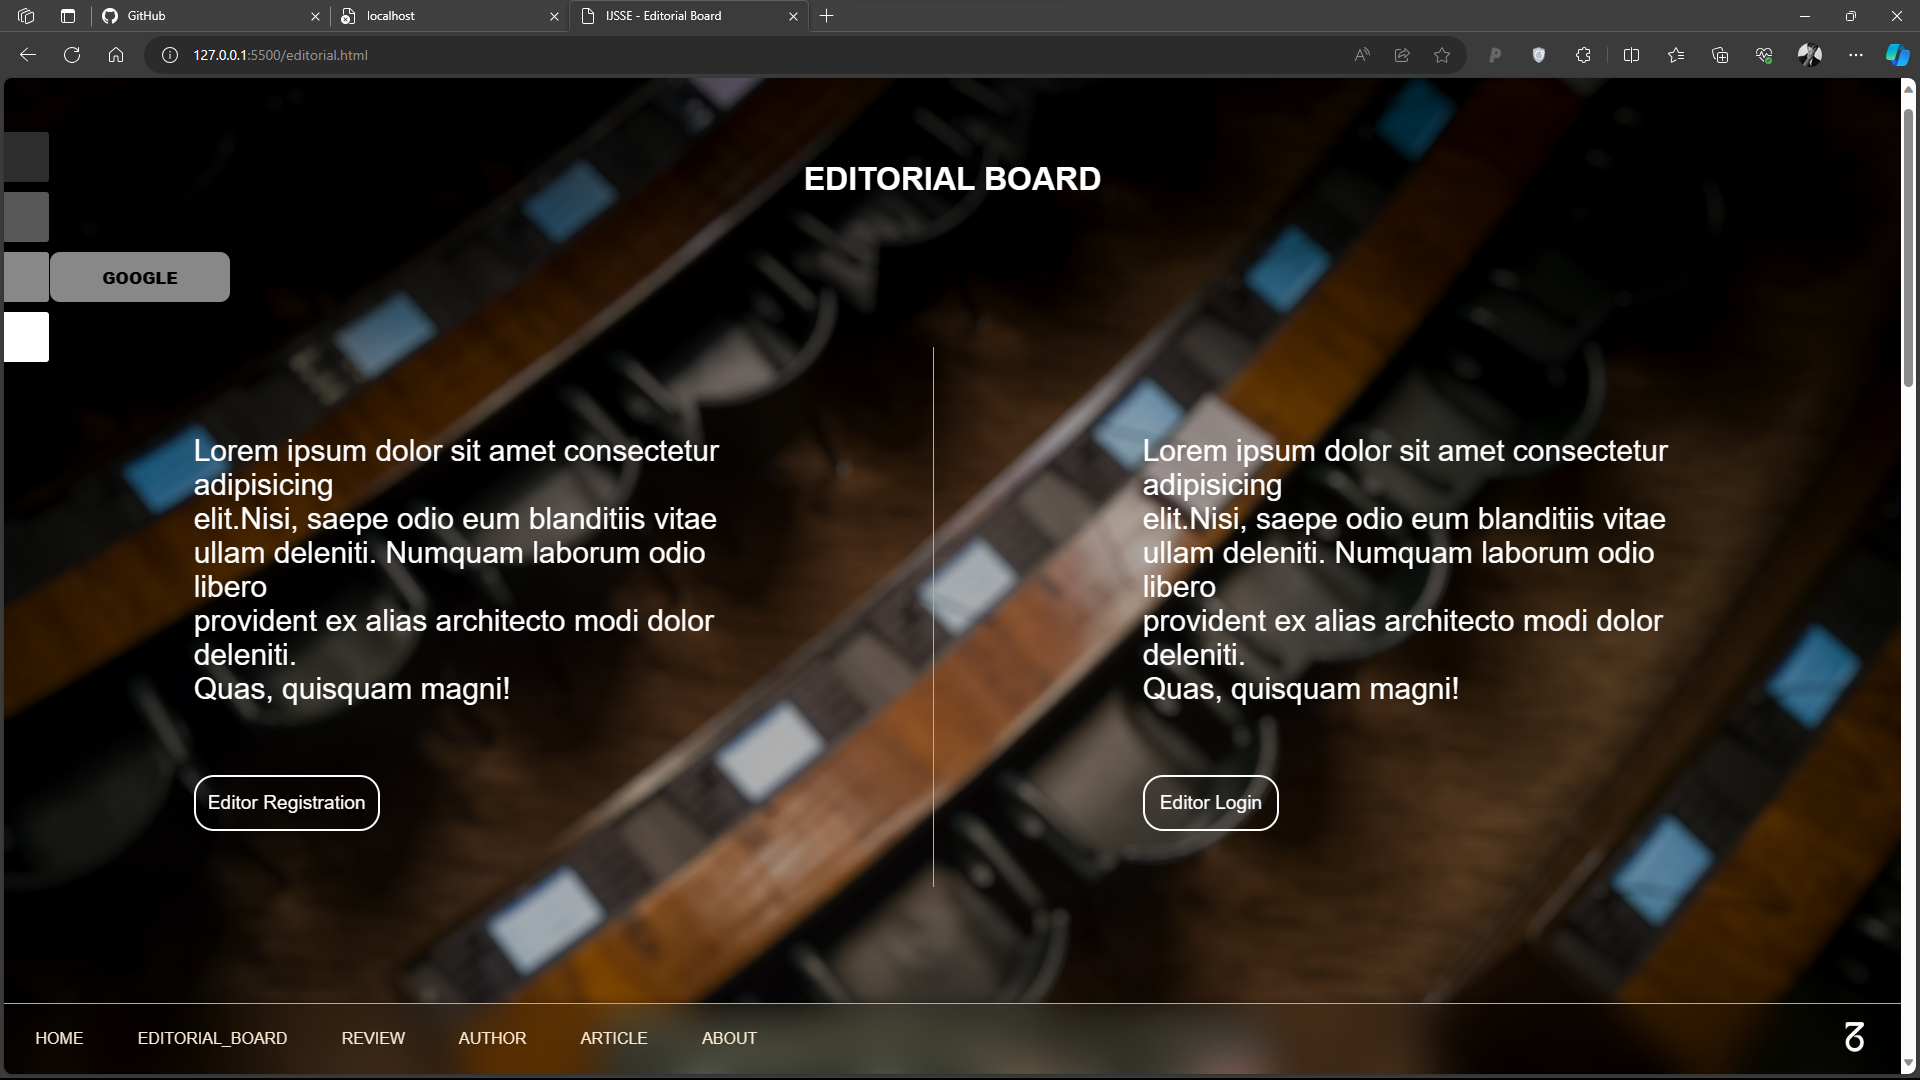 GitHub
localhost
IJSSE - Editorial Board
127.0.0.1:5500/editorial.html
EDITORIAL BOARD
GOOGLE
Lorem ipsum dolor sit amet consectetur
adipisicing
elit.Nisi, saepe odio eum blanditiis vitae
ullam deleniti. Numquam laborum odio
libero
provident ex alias architecto modi dolor
deleniti.
Quas, quisquam magni!
Editor Registration
Lorem ipsum dolor sit amet consectetur
adipisicing
elit.Nisi, saepe odio eum blanditiis vitae
ullam deleniti. Numquam laborum odio
libero
provident ex alias architecto modi dolor
deleniti.
Quas, quisquam magni!
Editor Login
HOME EDITORIAL_BOARD REVIEW AUTHOR ARTICLE ABOUT